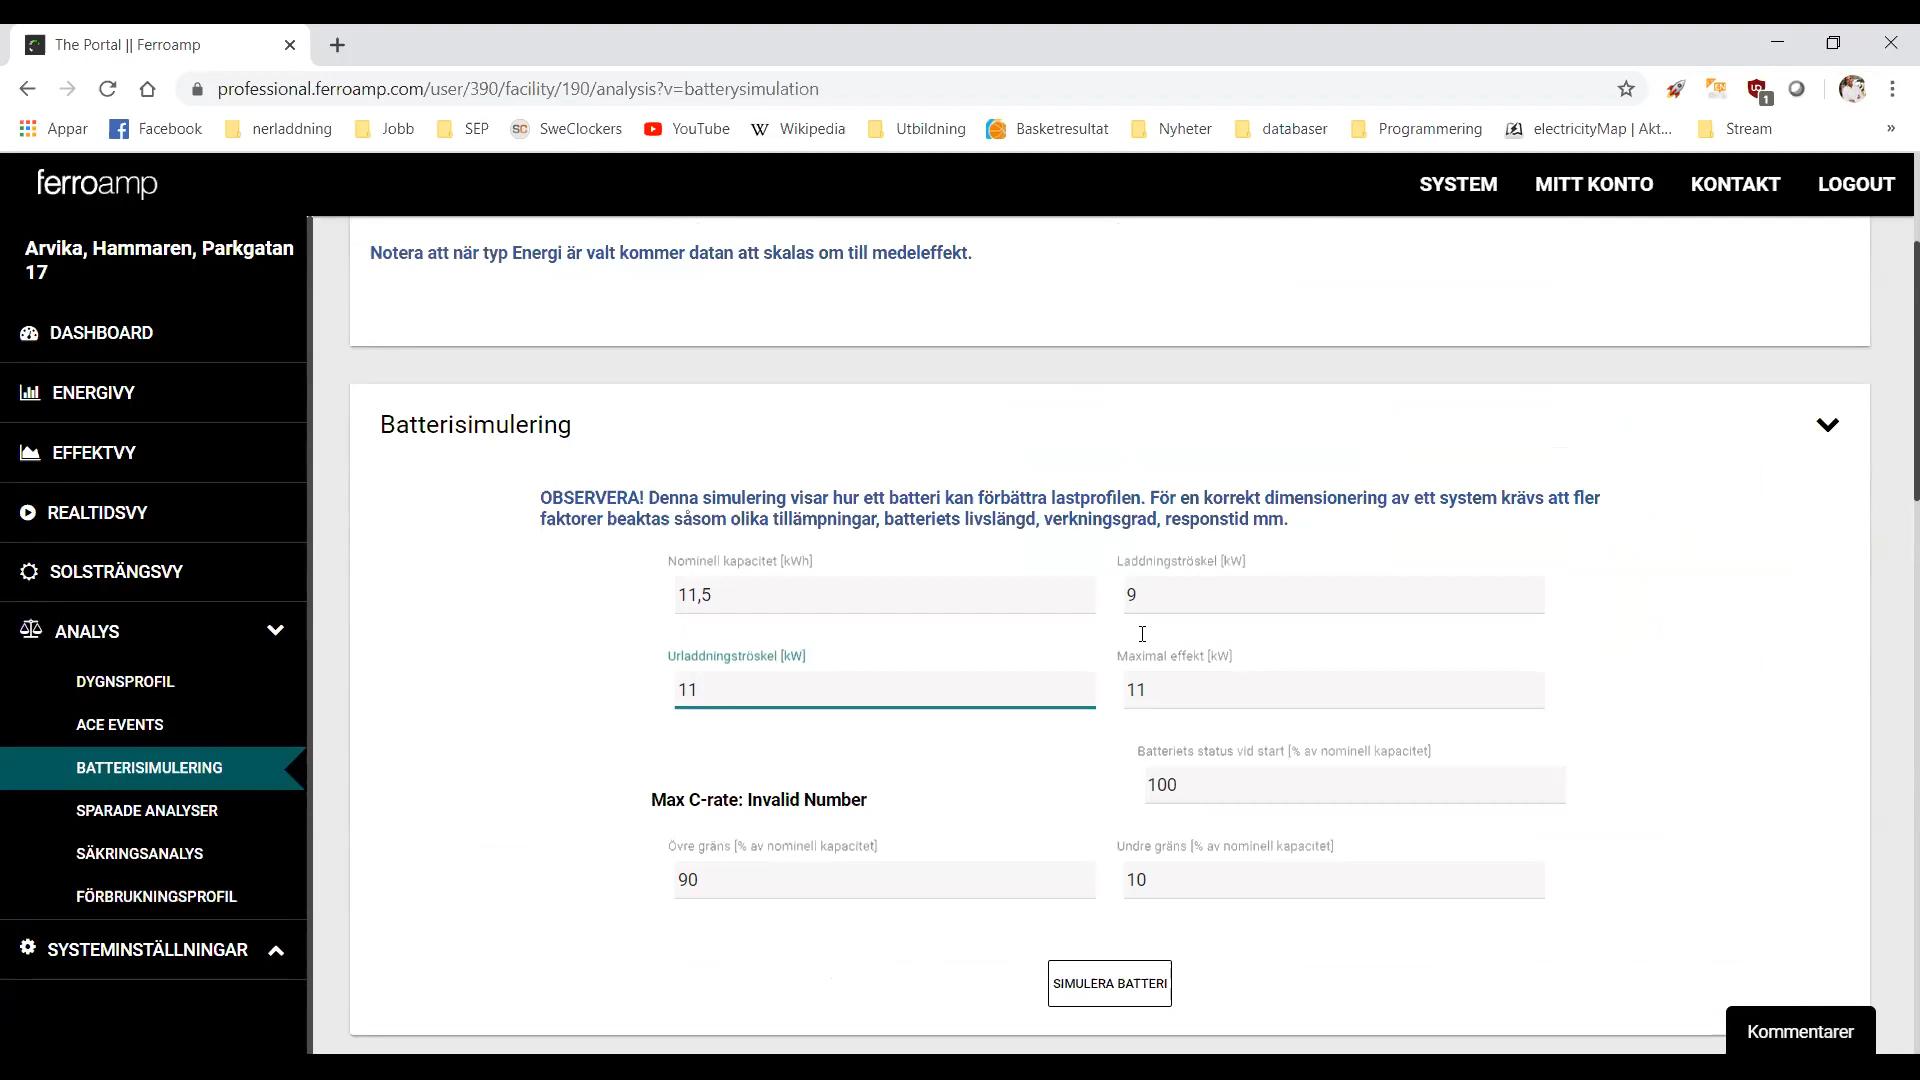 The Portal || Ferroamp
professional.ferroamp.com/user/390/facility/190/analysis?v=batterysimulation
EN
UD
1
Appar
Facebook
nerladdning
Jobb
SEP
SC SweClockers
YouTube
W Wikipedia
Utbildning
Basketresultat
Nyheter
databaser
Programmering
electricityMap | Akt...
Stream
»
ferroamp
SYSTEM
MITT KONTO
KONTAKT
LOGOUT
Arvika, Hammaren, Parkgatan
17
DASHBOARD
ENERGIVY
EFFEKTVY
REALTIDSVY
SOLSTRÄNGSVY
ANALYS
DYGNSPROFIL
ACE EVENTS
BATTERISIMULERING
SPARADE ANALYSER
SÄKRINGSANALYS
FÖRBRUKNINGSPROFIL
SYSTEMINSTÄLLNINGAR
Notera att när typ Energi är valt kommer datan att skalas om till medeleffekt.
Batterisimulering
OBSERVERA! Denna simulering visar hur ett batteri kan förbättra lastprofilen. För en korrekt dimensionering av ett system krävs att fler
faktorer beaktas såsom olika tillämpningar, batteriets livslängd, verkningsgrad, responstid mm.
Nominell kapacitet [kWh]
11,5
Laddningströskel [kW]
9
Urladdningströskel [kW]
11
Maximal effekt [kW]
11
Batteriets status vid start [% av nominell kapacitet]
100
Max C-rate: Invalid Number
Övre gräns [% av nominell kapacitet]
90
Undre gräns [% av nominell kapacitet]
10
SIMULERA BATTERI
Kommentarer